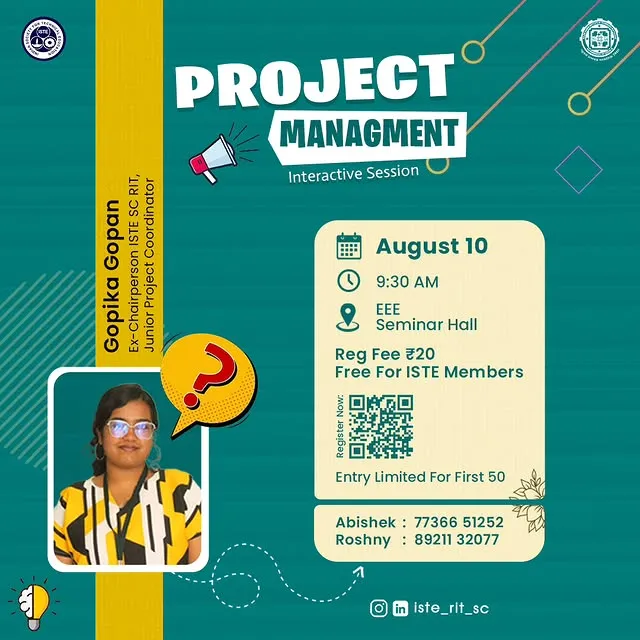 ISTE
PROJECT
MANAGMENT
Interactive Session
Gopika Gopan
Ex-Chairperson ISTE SC RIT,
Junior Project Coordinator
August 10
9:30 AM
EEE
Seminar Hall
Reg Fee ₹20
Free For ISTE Members
Register Now:
Entry Limited For First 50
Abishek : 77366 51252
Roshny : 89211 32077
iste_rit_sc